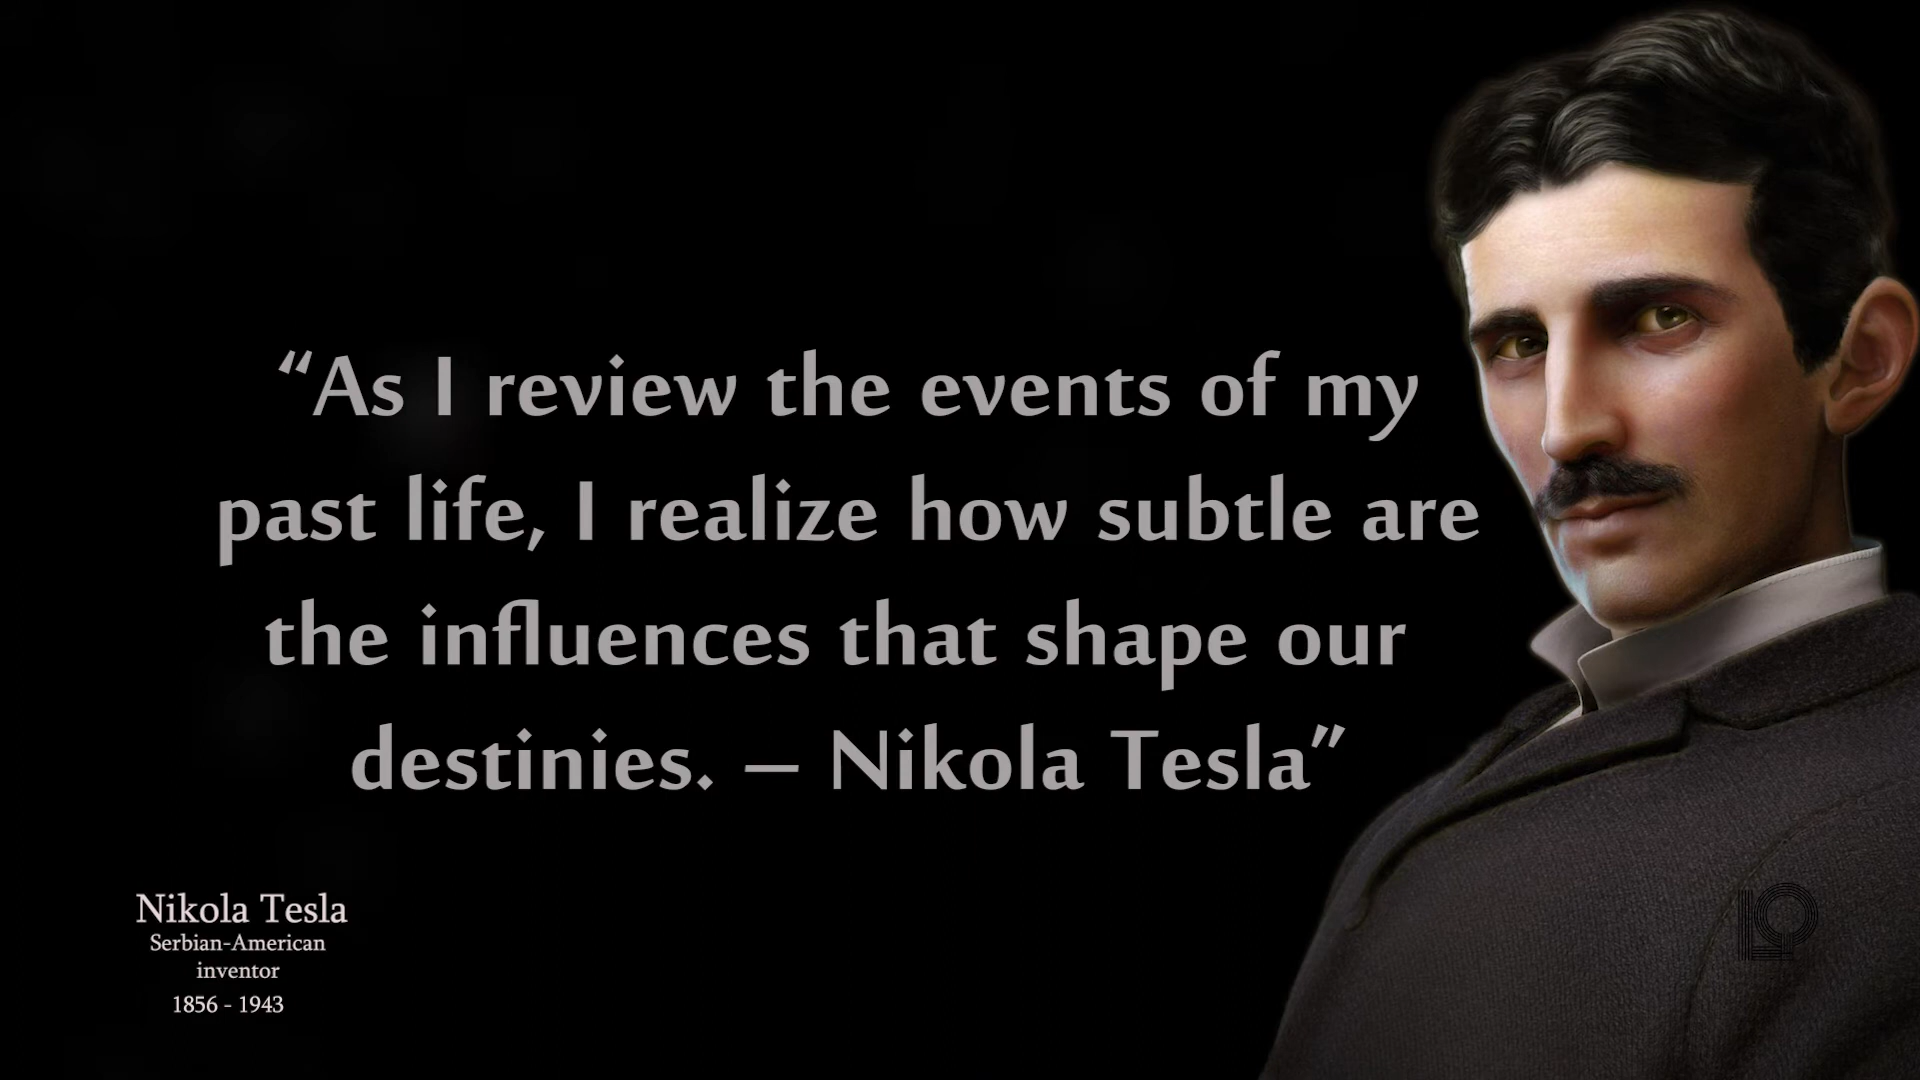 “As I review the events of my
past life, I realize how subtle are
the influences that shape our
destinies. — Nikola Tesla”
Nikola Tesla
Serbian-American
inventor
1856 - 1943